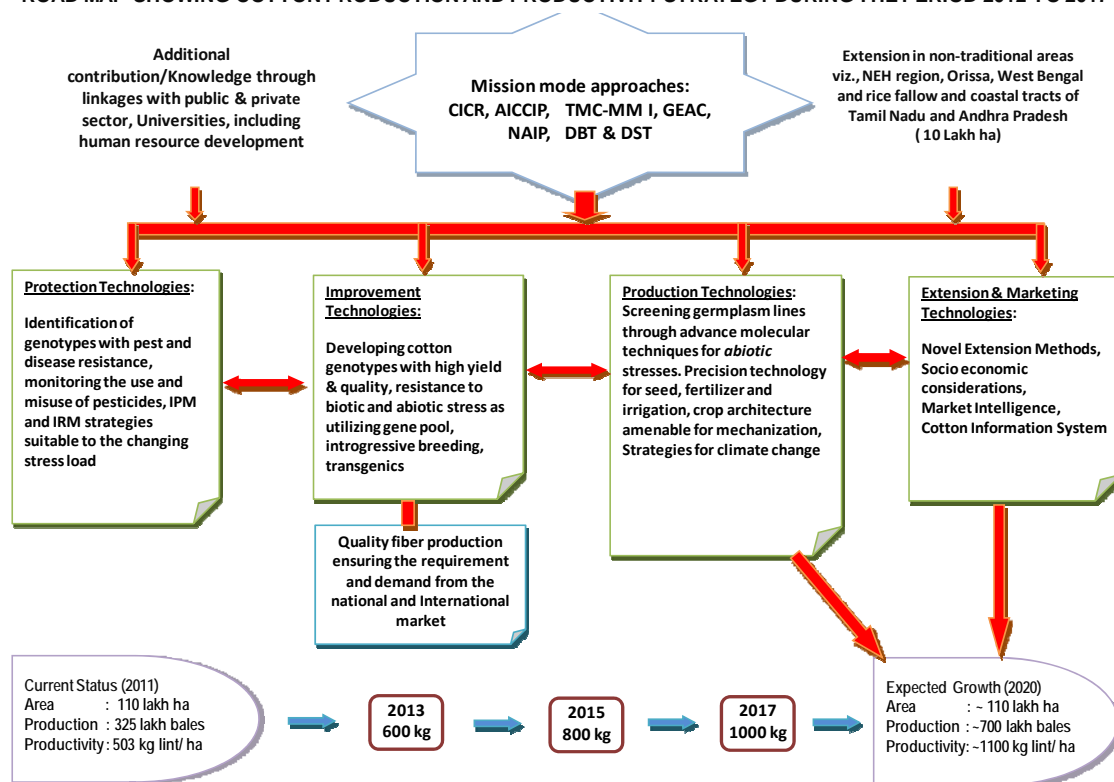 ROAD MAP SHOWING COTTON PRODUCTION AND PRODUCTIVITY STRATEGY DURING THE PERIOD 2012 TO 2017
Additional
contribution/Knowledge through
linkages with public & private
sector, Universities, including
human resource development
Mission mode approaches:
CICR, AICCIP, TMC-MM I, GEAC,
NAIP, DBT & DST
Extension in non-traditional areas
viz., NEH region, Orissa, West Bengal
and rice fallow and coastal tracts of
Tamil Nadu and Andhra Pradesh
( 10 Lakh ha)
Protection Technologies:
Identification of
genotypes with pest and
disease resistance,
monitoring the use and
misuse of pesticides, IPM
and IRM strategies
suitable to the changing
stress load
Improvement
Technologies:
Developing cotton
genotypes with high yield
& quality, resistance to
biotic and abiotic stress as
utilizing gene pool,
introgressive breeding,
transgenics
Production Technologies:
Screening germplasm lines
through advance molecular
techniques for abiotic
stresses. Precision technology
for seed, fertilizer and
irrigation, crop architecture
amenable for mechanization,
Strategies for climate change
Extension & Marketing
Technologies:
Novel Extension Methods,
Socio economic
considerations,
Market Intelligence,
Cotton Information System
Quality fiber production
ensuring the requirement
and demand from the
national and International
market
Current Status (2011)
Area : 110 lakh ha
Production : 325 lakh bales
Productivity : 503 kg lint/ ha
2013
600 kg
2015
800 kg
2017
1000 kg
Expected Growth (2020)
Area : ~ 110 lakh ha
Production : ~700 lakh bales
Productivity: ~1100 kg lint/ ha